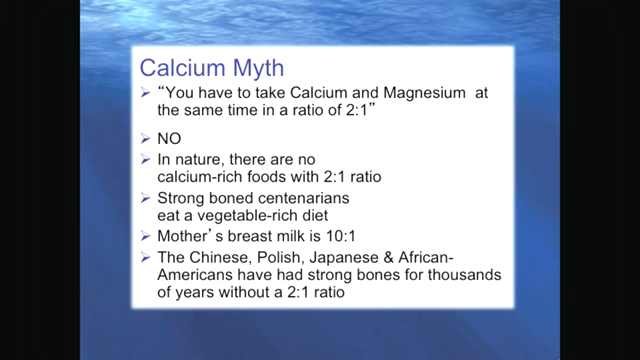 Calcium Myth
➢ “You have to take Calcium and Magnesium at
the same time in a ratio of 2:1”
➢ NO
➢ In nature, there are no
calcium-rich foods with 2:1 ratio
➢ Strong boned centenarians
eat a vegetable-rich diet
➢ Mother’s breast milk is 10:1
➢ The Chinese, Polish, Japanese & African-
Americans have had strong bones for thousands
of years without a 2:1 ratio